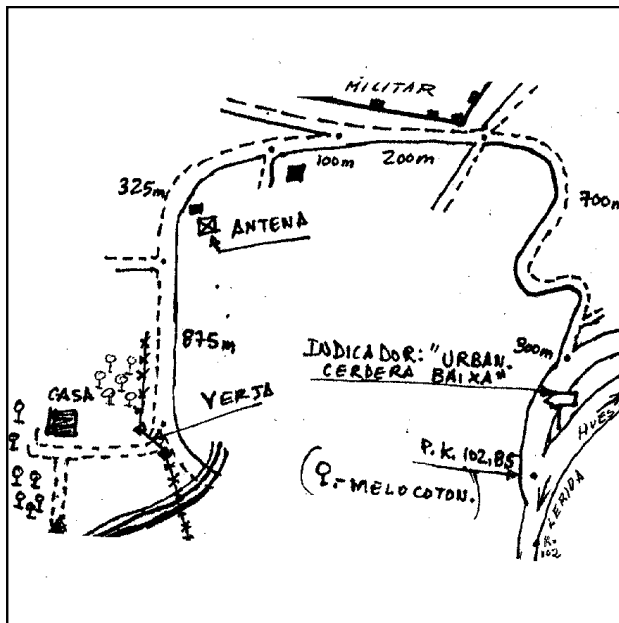 MILITAR
100m
200m
325m
700m
ANTENA
875m
300m
INDICADOR: "URBAN.
CERDERA BAIXA"
CASA
VERJA
P.K. 102,85
(♀.- MELOCOTON.)
HUES
LERIDA
R.
102